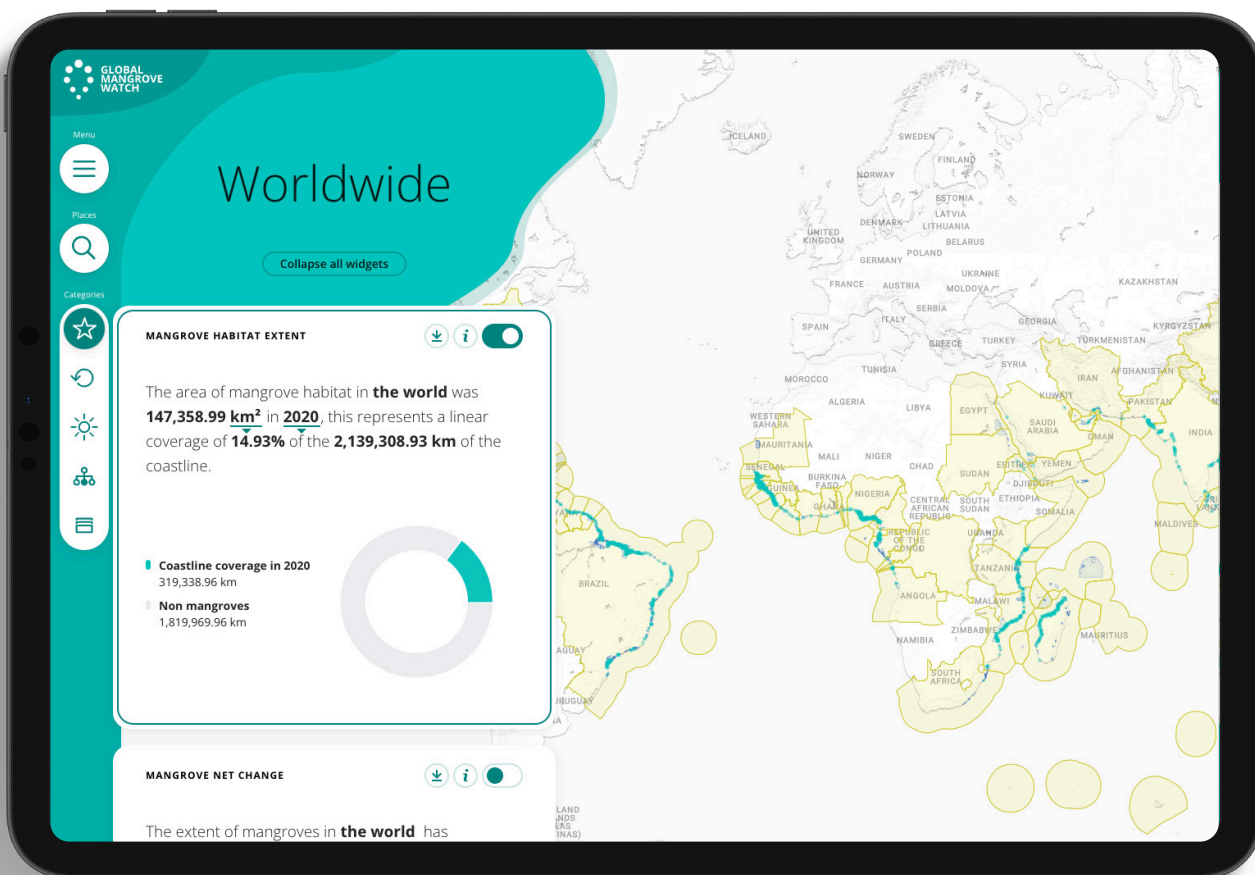 GLOBAL
MANGROVE
WATCH
Menu
Places
Categories
Worldwide
Collapse all widgets
MANGROVE HABITAT EXTENT
The area of mangrove habitat in the world was
147,358.99 km² in 2020, this represents a linear
coverage of 14.93% of the 2,139,308.93 km of the
coastline.
Coastline coverage in 2020
319,338.96 km
Non mangroves
1,819,969.96 km
MANGROVE NET CHANGE
The extent of mangroves in the world has
ICELAND
SWEDEN
FINLAND
NORWAY
ESTONIA
LATVIA
DENMARK
LITHUANIA
UNITED
KINGDOM
BELARUS
POLAND
GERMANY
UKRAINE
FRANCE
AUSTRIA
MOLDOVA
KAZAKHSTAN
SERBIA
ITALY
GEORGIA
SPAIN
KYRGYZSTAN
GREECE
TURKEY
TURKMENISTAN
SYRIA
TUNISIA
MOROCCO
IRAN
AFGHANISTAN
KUWAIT
PAKISTAN
ALGERIA
LIBYA
EGYPT
WESTERN
SAHARA
SAUDI
ARABIA
OMAN
INDIA
MAURITANIA
MALI
NIGER
CHAD
SUDAN
ERITREA
YEMEN
SENEGAL
BURKINA
FASO
DJIBOUTI
GUINEA
GHANA
NIGERIA
CENTRAL
AFRICAN
REPUBLIC
SOUTH
SUDAN
ETHIOPIA
SOMALIA
MALDIVES
REPUBLIC
OF THE
CONGO
UGANDA
TANZANIA
BRAZIL
ANGOLA
MALAWI
ZIMBABWE
MAURITIUS
NAMIBIA
SOUTH
AFRICA
AGUAY
URUGUAY